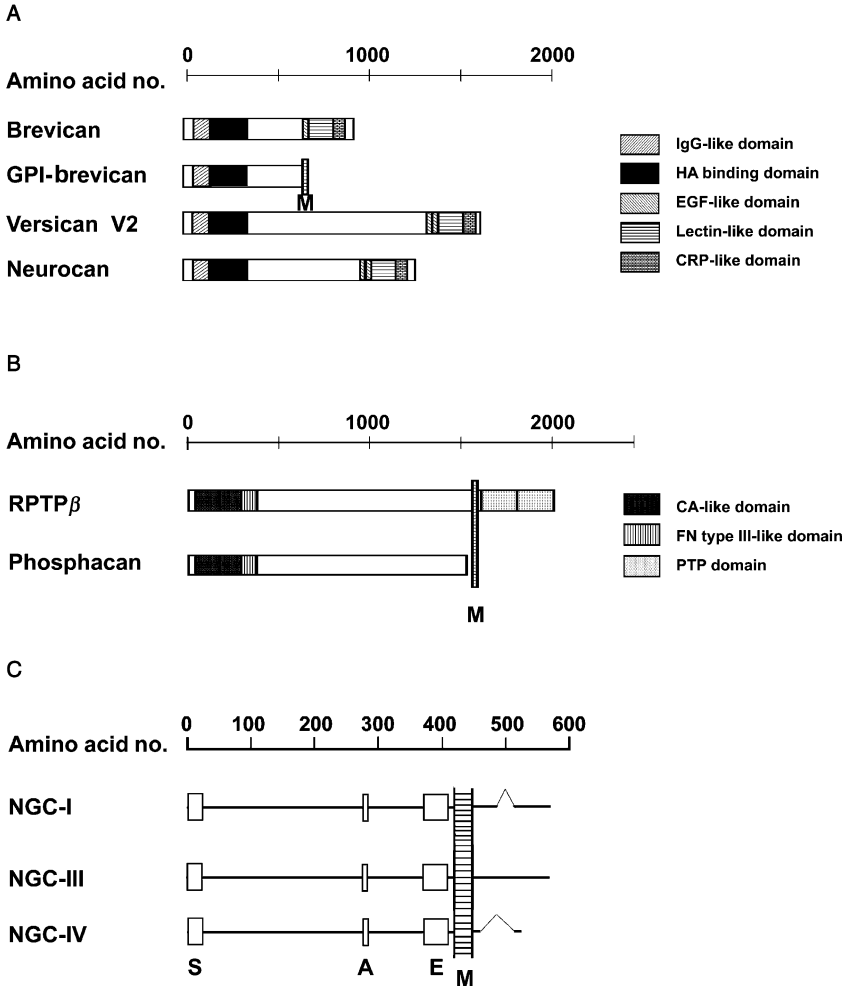 A
0 1000 2000
Amino acid no.
Brevican
GPI-brevican
M
Versican V2
Neurocan
IgG-like domain
HA binding domain
EGF-like domain
Lectin-like domain
CRP-like domain
B
0 1000 2000
Amino acid no.
RPTPβ
Phosphacan
M
CA-like domain
FN type III-like domain
PTP domain
C
0 100 200 300 400 500 600
Amino acid no.
NGC-I
NGC-III
NGC-IV
S A E M